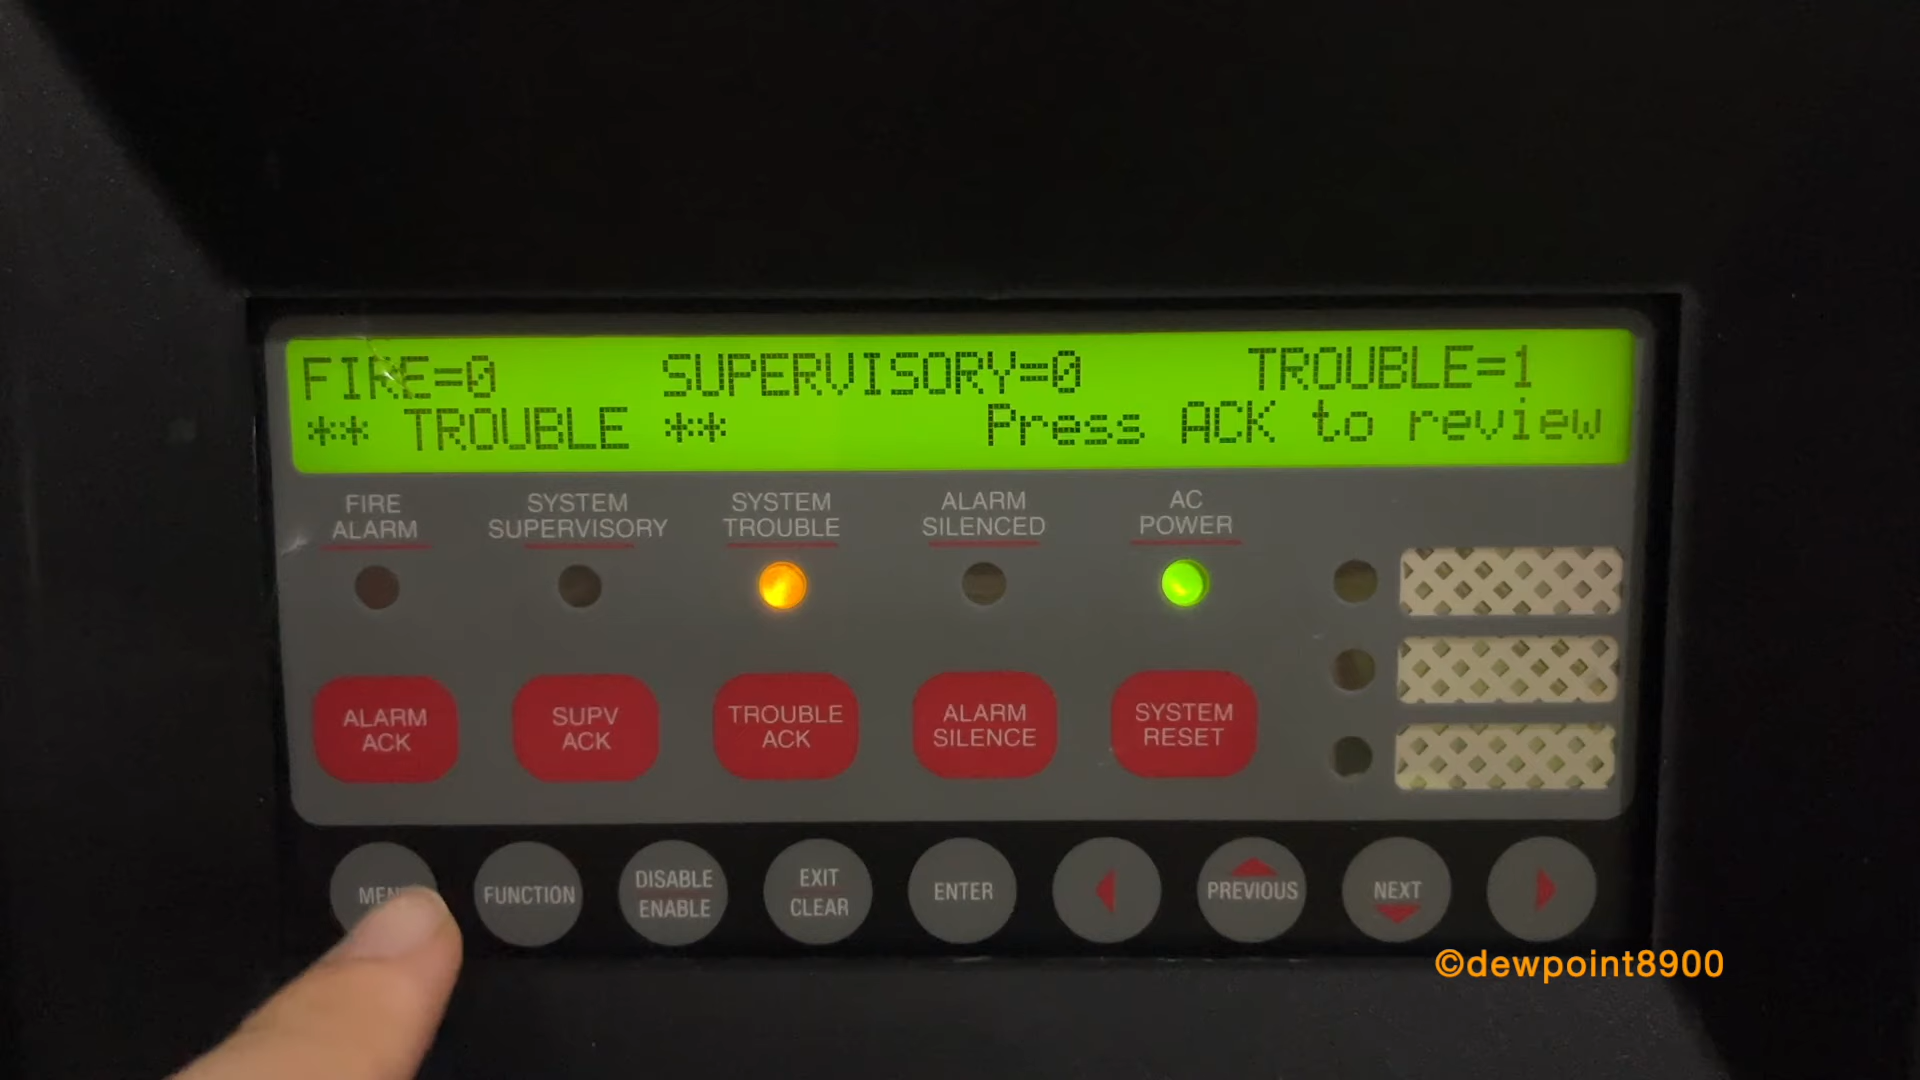 FIRE=0 SUPERVISORY=0 TROUBLE=1
** TROUBLE ** Press ACK to review
FIRE ALARM
SYSTEM SUPERVISORY
SYSTEM TROUBLE
ALARM SILENCED
AC POWER
ALARM ACK
SUPV ACK
TROUBLE ACK
ALARM SILENCE
SYSTEM RESET
MENU
FUNCTION
DISABLE ENABLE
EXIT CLEAR
ENTER
PREVIOUS
NEXT
©dewpoint8900